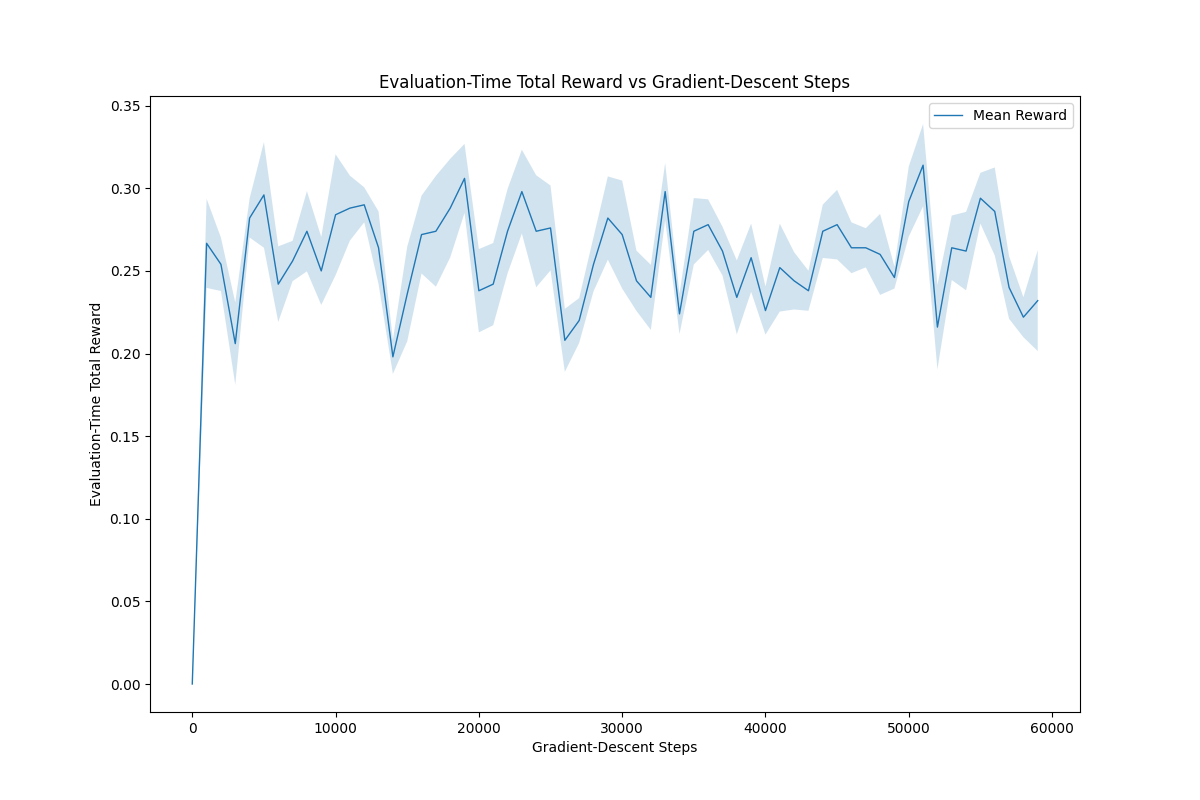 Evaluation-Time Total Reward vs Gradient-Descent Steps
Mean Reward
Evaluation-Time Total Reward
0.35
0.30
0.25
0.20
0.15
0.10
0.05
0.00
0 10000 20000 30000 40000 50000 60000
Gradient-Descent Steps